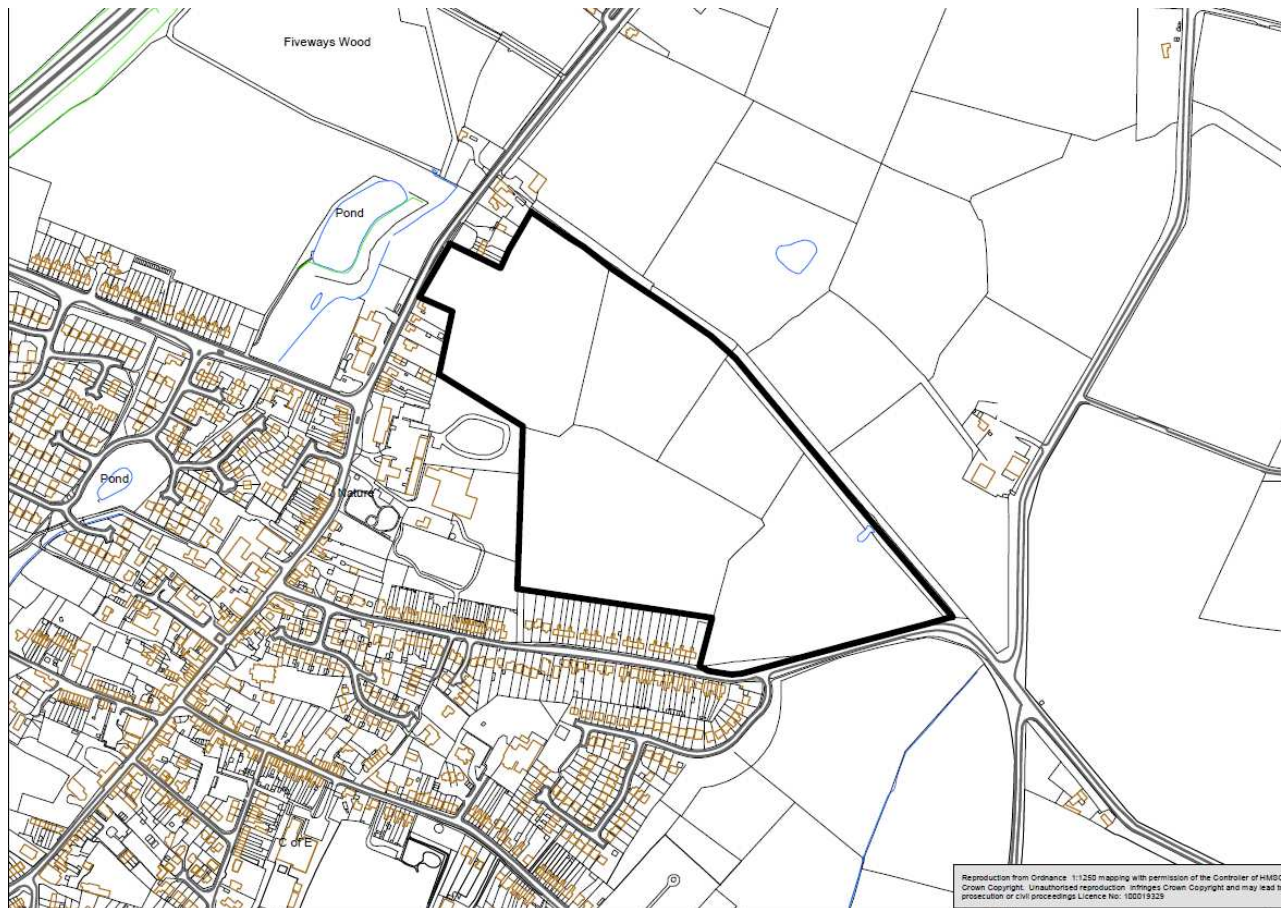 Fiveways Wood
Pond
Pond
Nature
C of E
Reproduction from Ordnance 1:1250 mapping with permission of the Controller of HMSO
Crown Copyright. Unauthorised reproduction infringes Crown Copyright and may lead to
prosecution or civil proceedings Licence No: 100019329